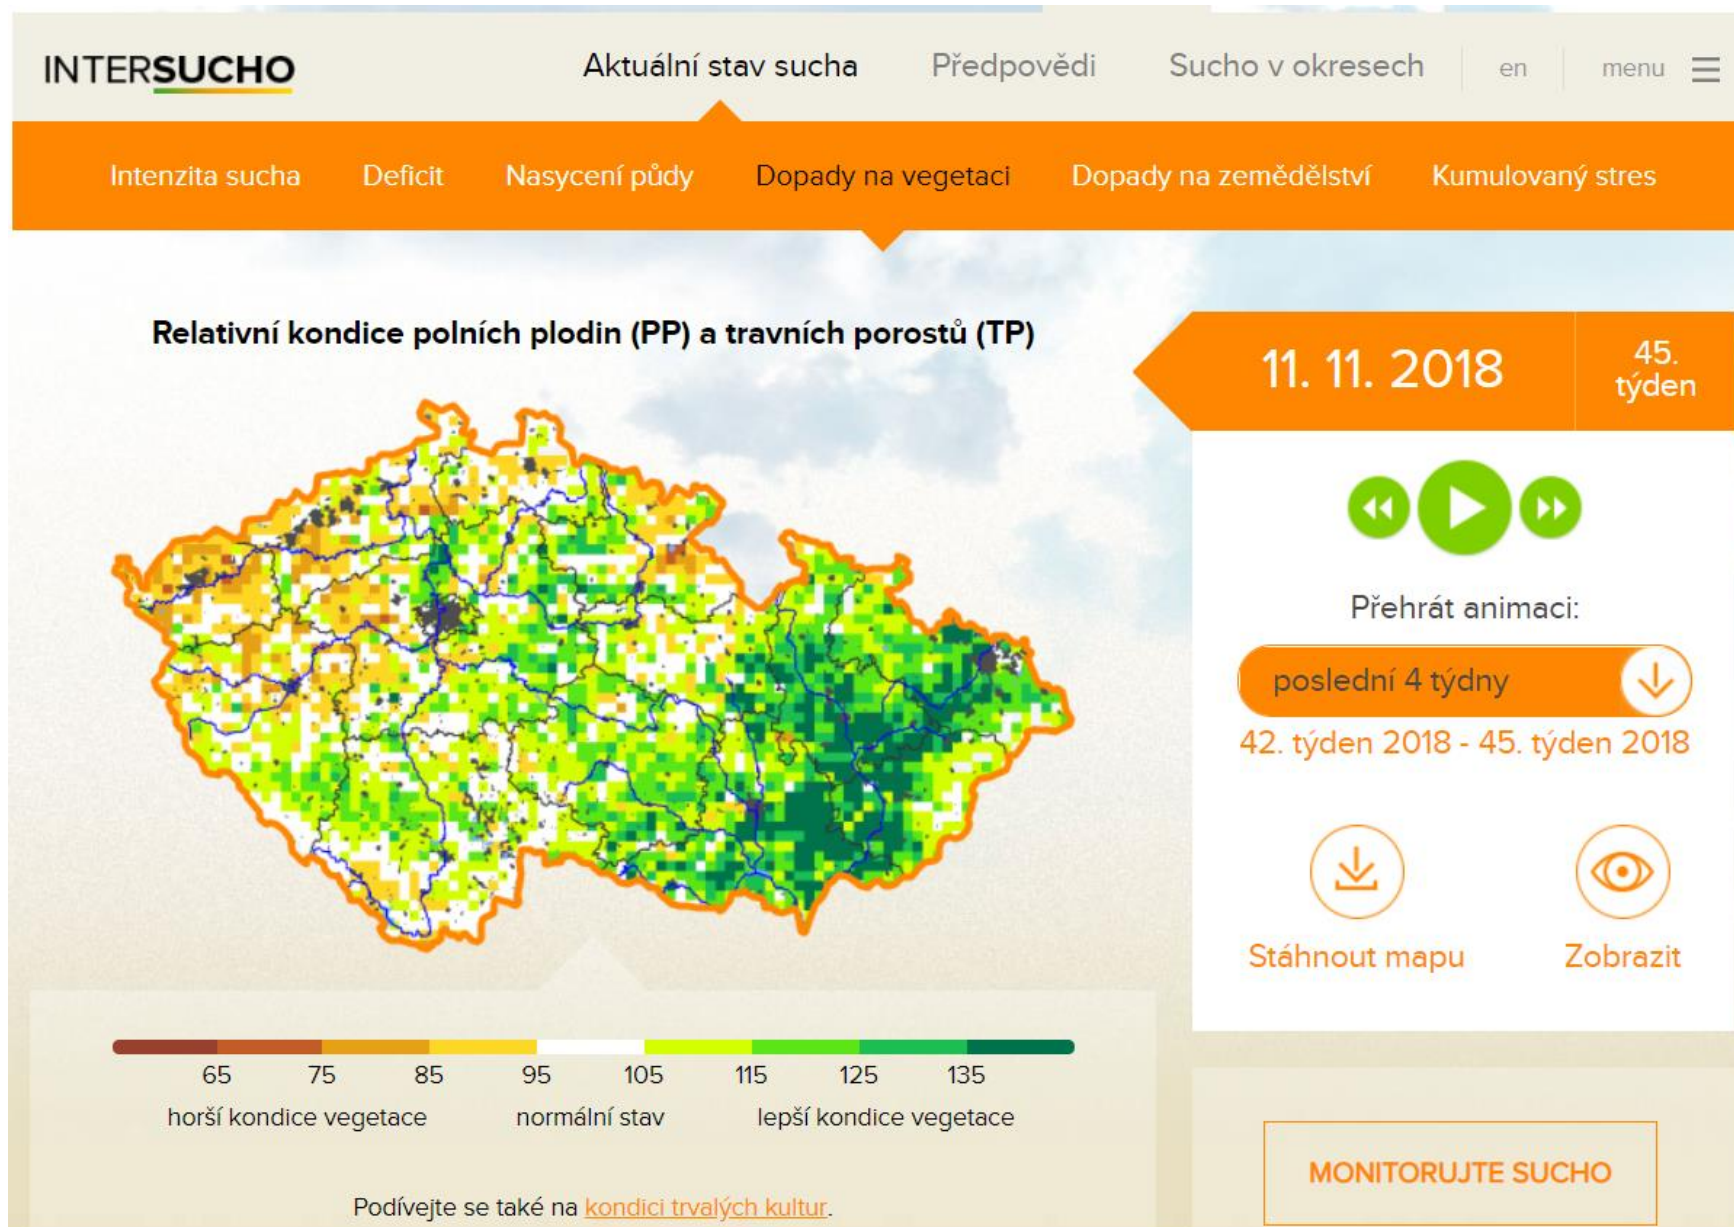 INTERSUCHO
Aktuální stav sucha
Předpovědi
Sucho v okresech
en
menu
Intenzita sucha
Deficit
Nasycení půdy
Dopady na vegetaci
Dopady na zemědělství
Kumulovaný stres
Relativní kondice polních plodin (PP) a travních porostů (TP)
11. 11. 2018
45.
týden
Přehrát animaci:
poslední 4 týdny
42. týden 2018 - 45. týden 2018
Stáhnout mapu
Zobrazit
65 75 85 95 105 115 125 135
horší kondice vegetace
normální stav
lepší kondice vegetace
Podívejte se také na kondici trvalých kultur.
MONITORUJTE SUCHO